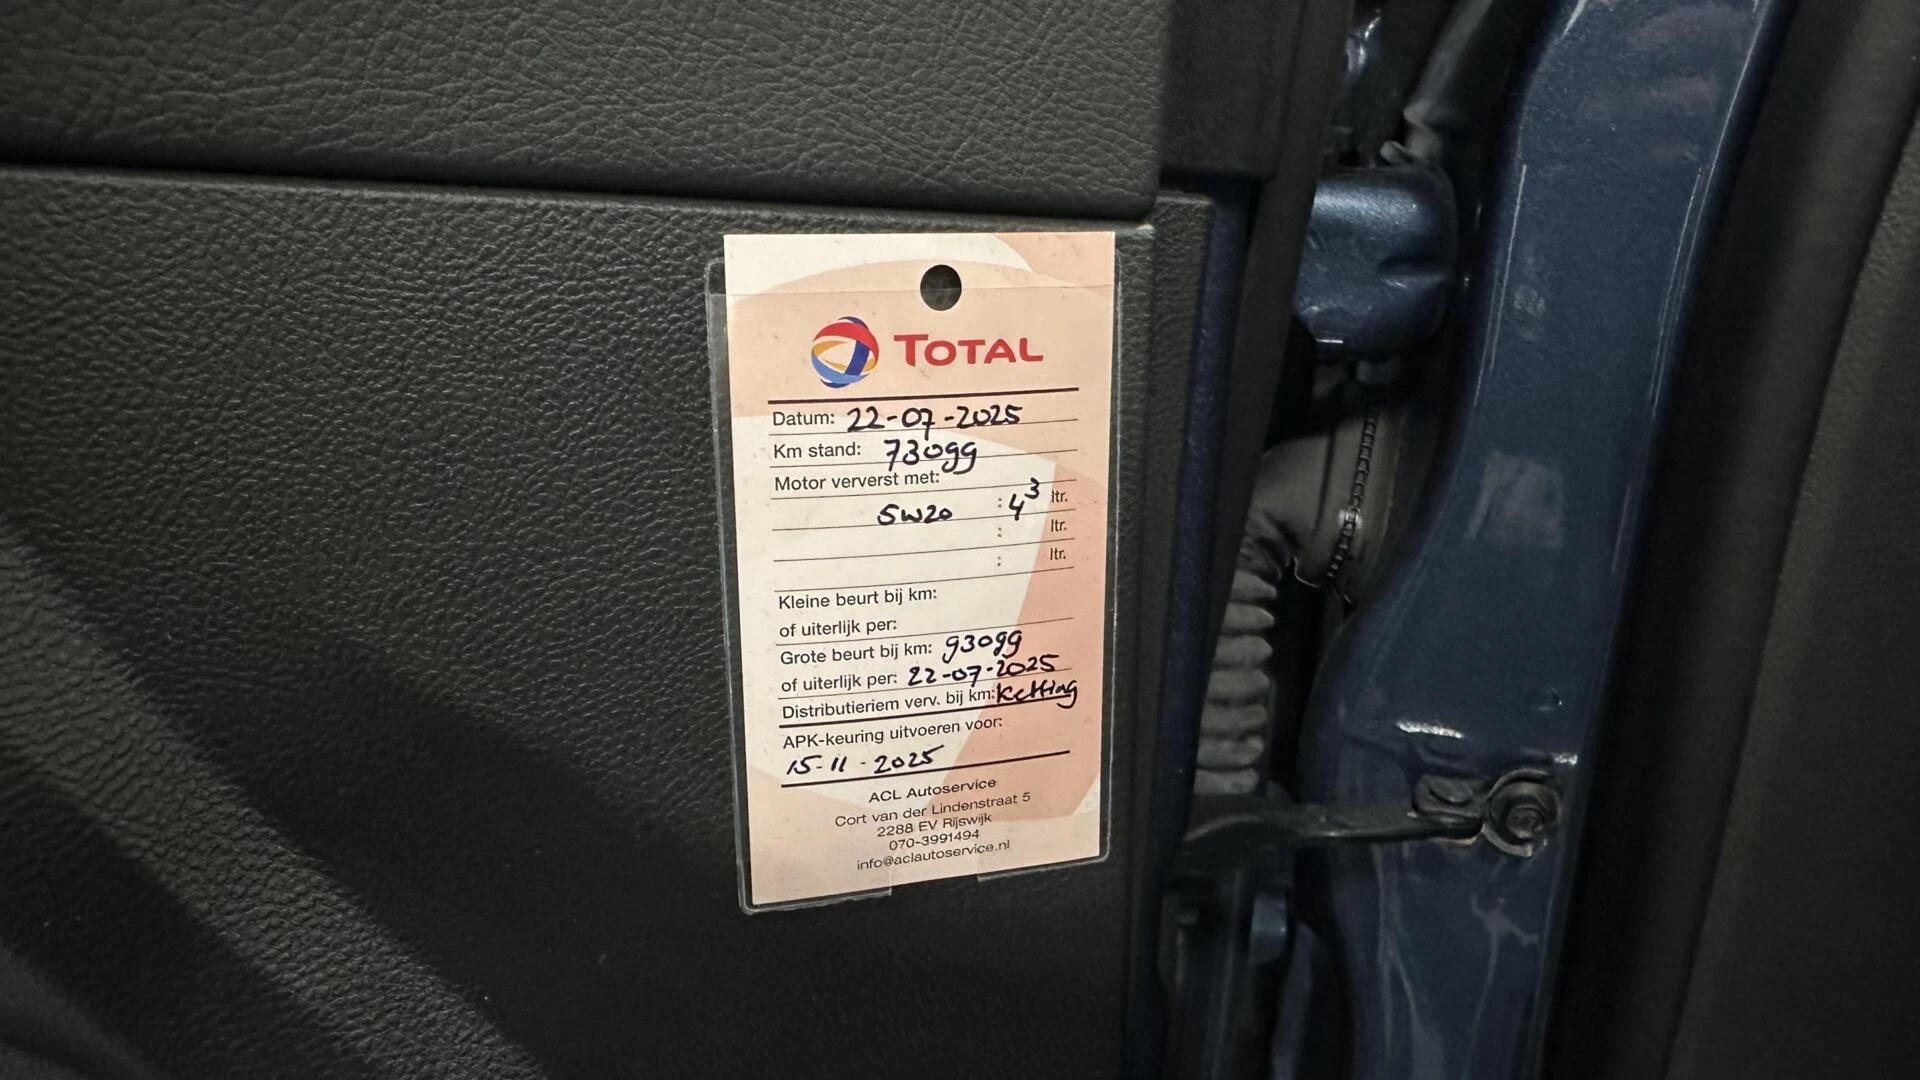 TOTAL
Datum: 22-07-2025
Km stand: 73099
Motor ververst met:
5W20 : 4³ ltr.
: ltr.
: ltr.
Kleine beurt bij km:
of uiterlijk per:
Grote beurt bij km: 93099
of uiterlijk per: 22-07-2025
Distributieriem verv. bij km: Ketting
APK-keuring uitvoeren voor:
15-11-2025
ACL Autoservice
Cort van der Lindenstraat 5
2288 EV Rijswijk
070-3991494
info@aclautoservice.nl